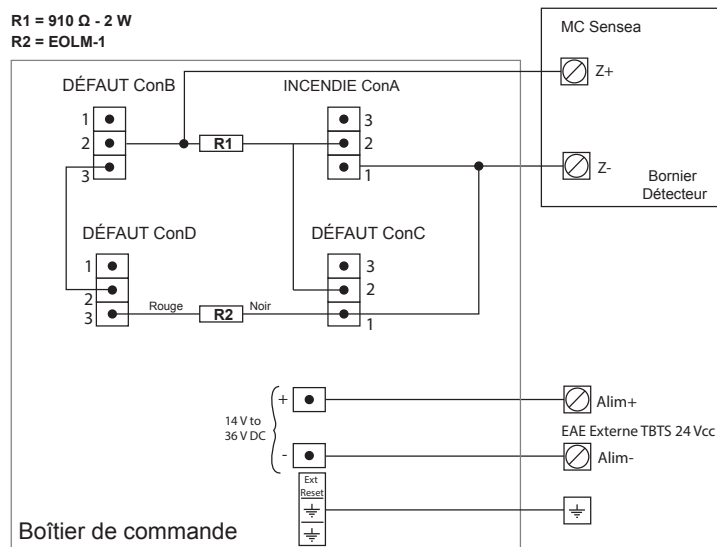 R1 = 910 Ω - 2 W
R2 = EOLM-1
MC Sensea
Z+
Z-
Bornier
Détecteur
DÉFAUT ConB
1
2
3
R1
INCENDIE ConA
3
2
1
DÉFAUT ConD
1
2
3
Rouge
R2
Noir
DÉFAUT ConC
3
2
1
14 V to
36 V DC
+
-
Alim+
EAE Externe TBTS 24 Vcc
Alim-
Ext
Reset
Boîtier de commande